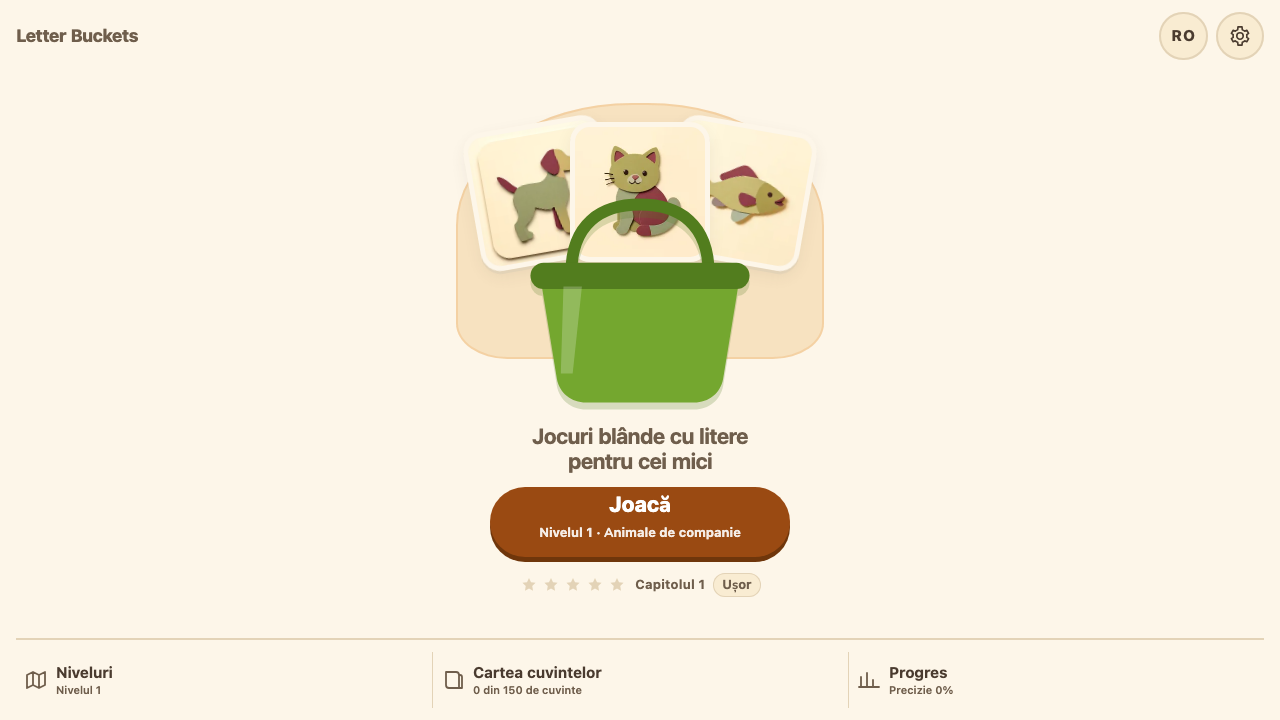 Letter Buckets
RO
Jocuri blânde cu litere
pentru cei mici
Joacă
Nivelul 1 · Animale de companie
Capitolul 1
Ușor
Niveluri
Nivelul 1
Cartea cuvintelor
0 din 150 de cuvinte
Progres
Precizie 0%